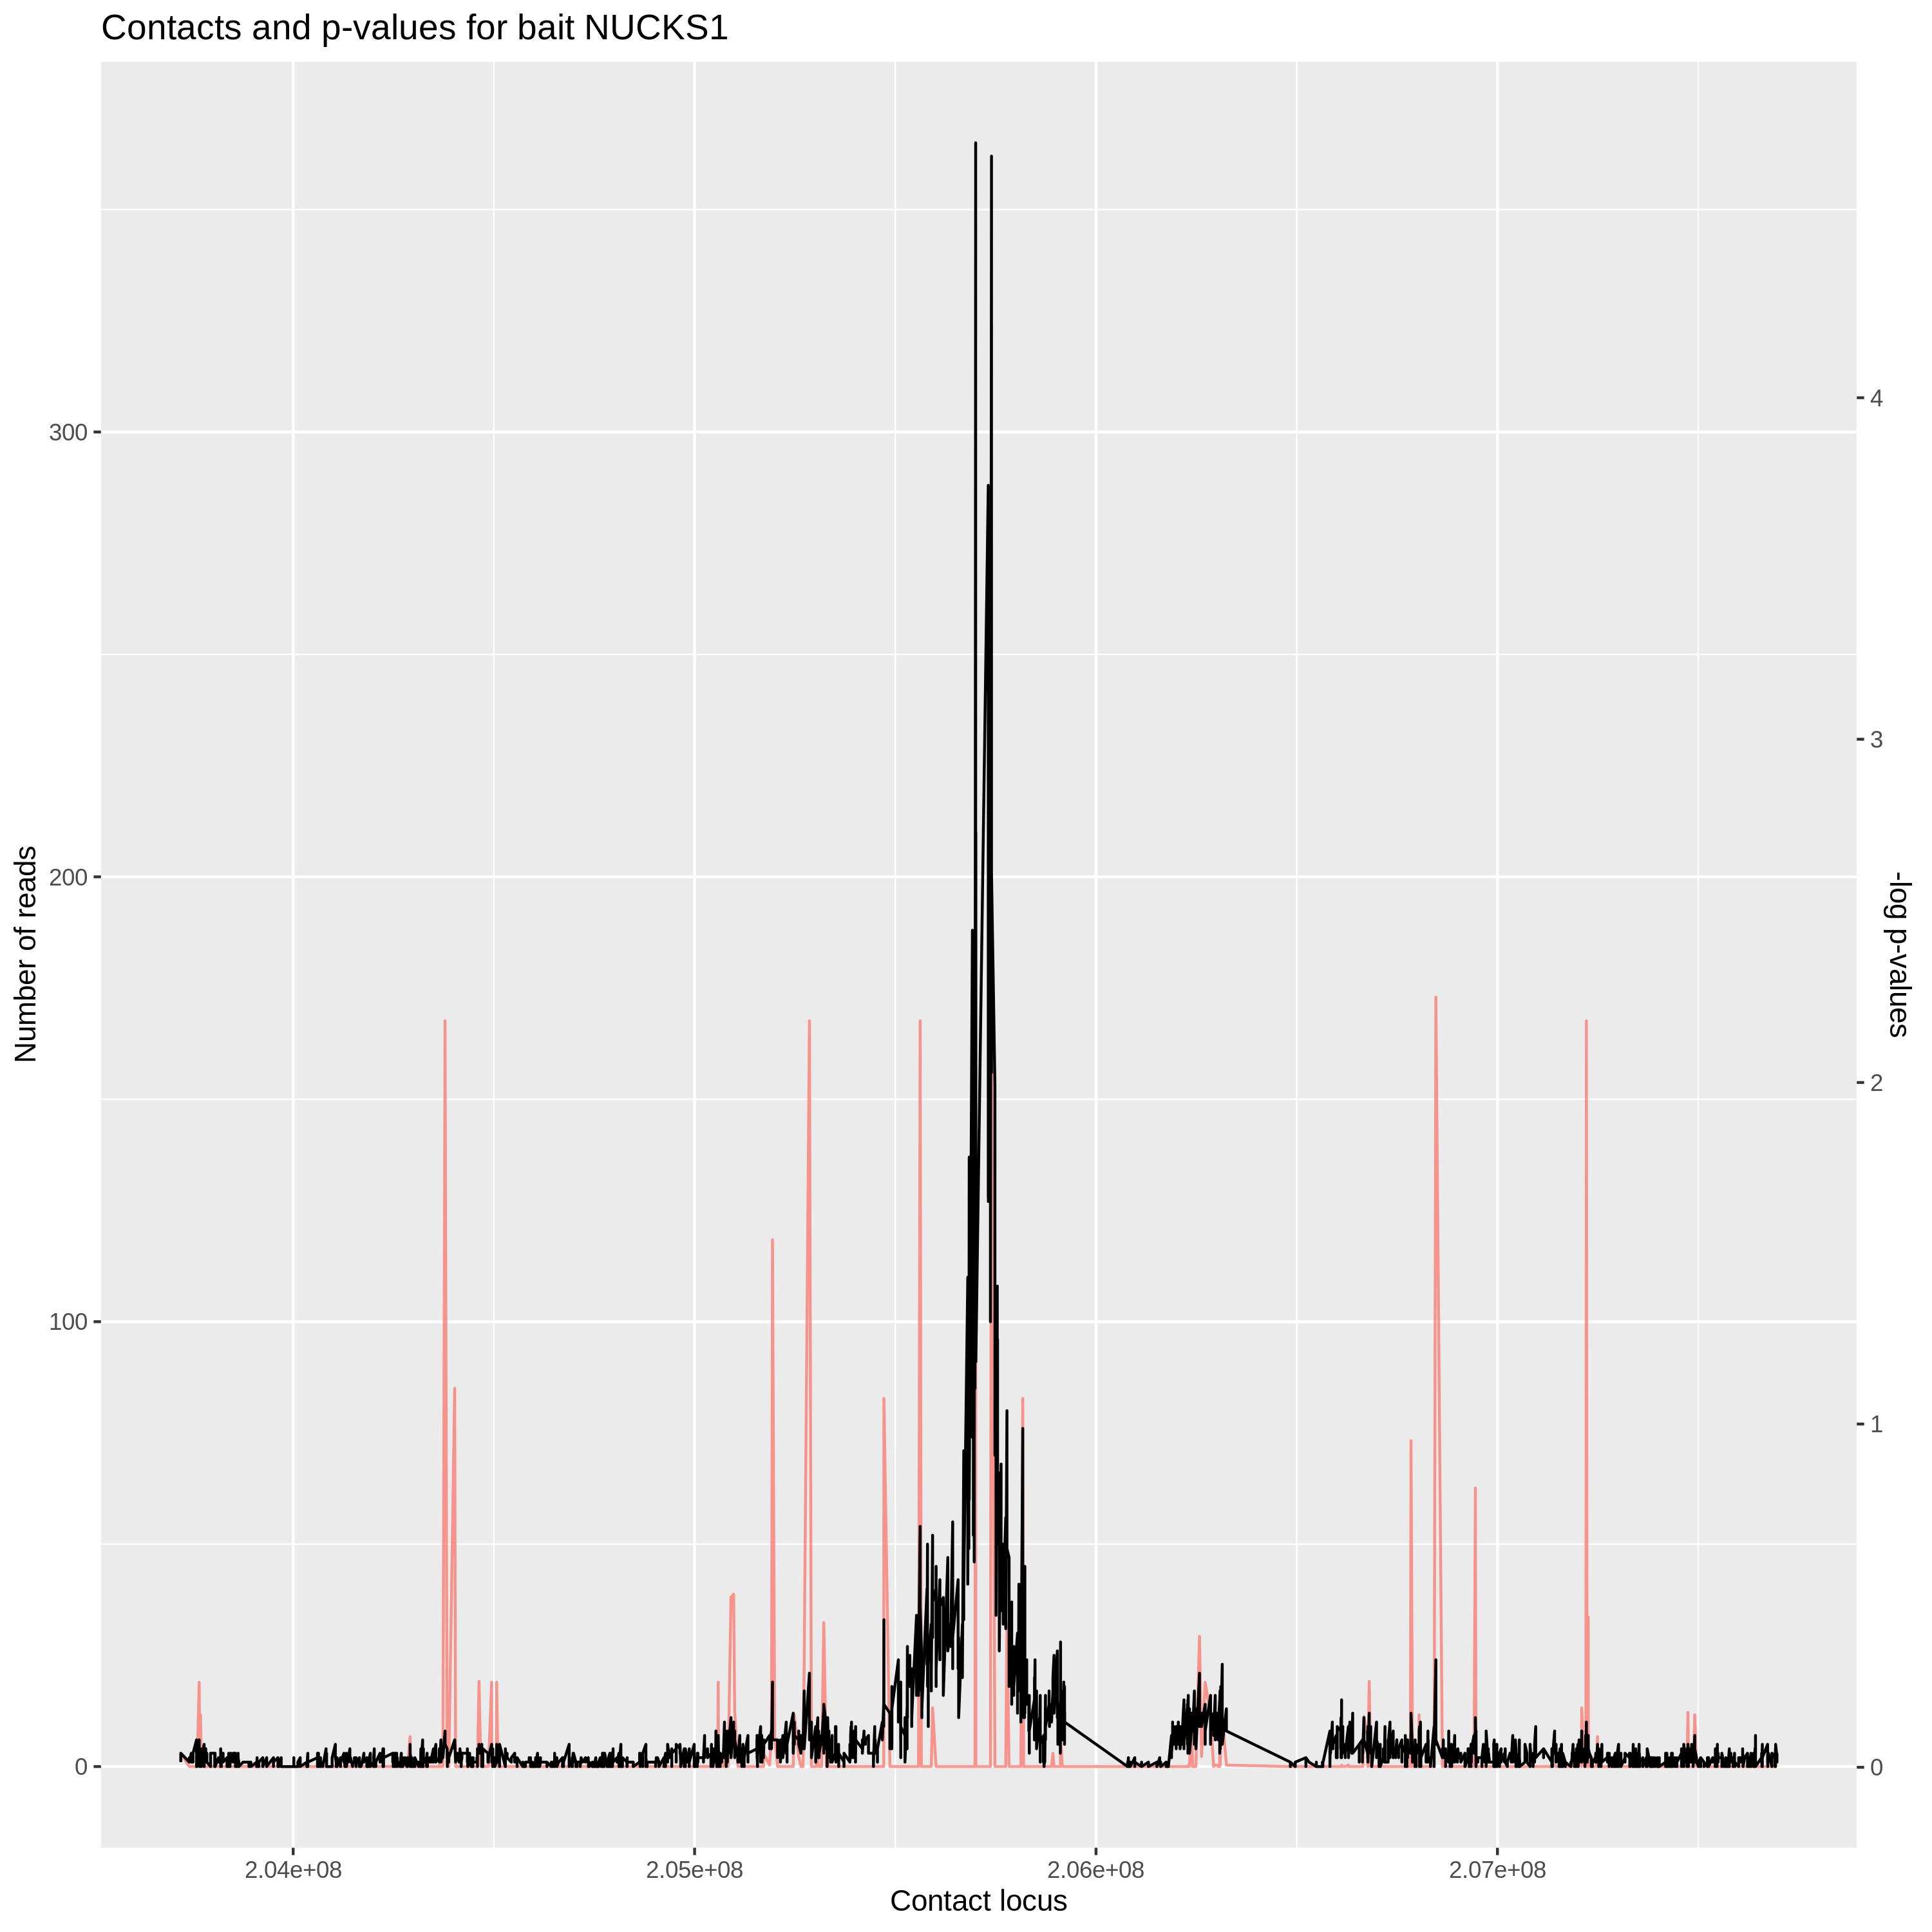 Contacts and p-values for bait NUCKS1
Number of reads
300
200
100
0
4
3
2
1
0
-log p-values
2.04e+08
2.05e+08
2.06e+08
2.07e+08
Contact locus